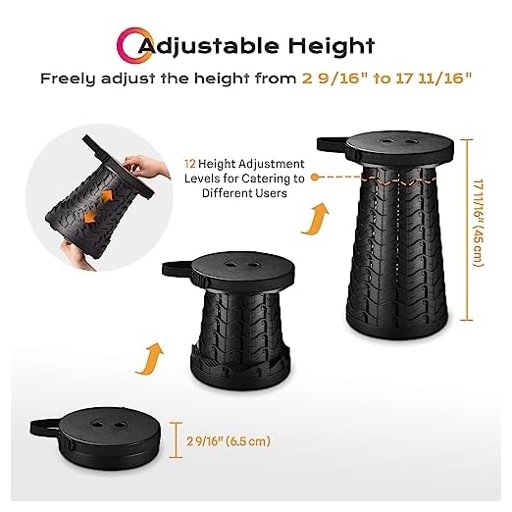 Adjustable Height
Freely adjust the height from 2 9/16" to 17 11/16"
12 Height Adjustment
Levels for Catering to
Different Users
17 11/16" (45 cm)
2 9/16" (6.5 cm)